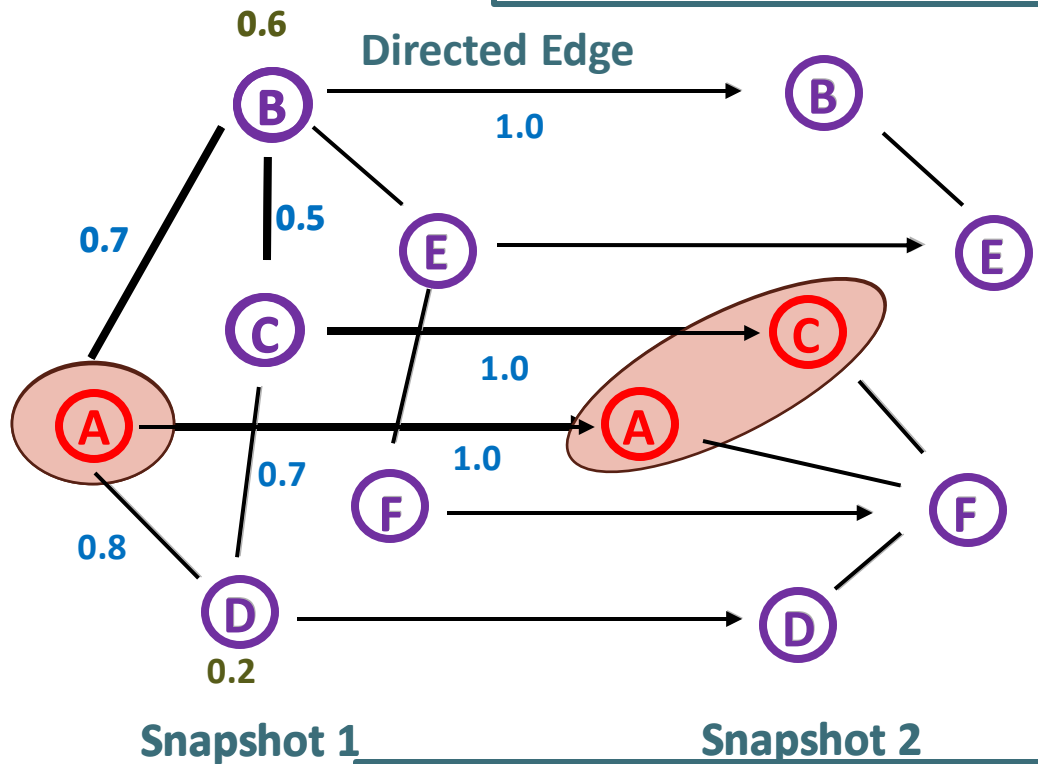 0.6
Directed Edge
B
B
1.0
0.7
0.5
E
E
C
C
1.0
A
A
0.7
1.0
F
F
0.8
D
D
0.2
Snapshot 1
Snapshot 2